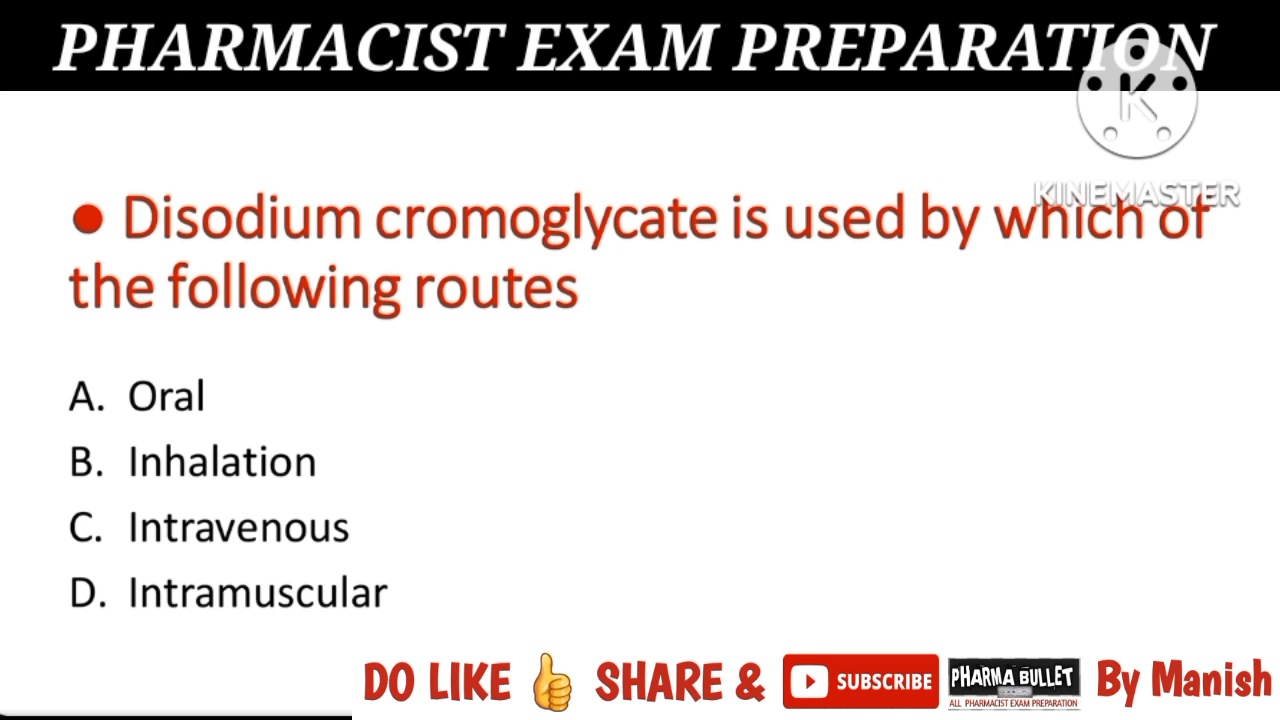 PHARMACIST EXAM PREPARATION
K
KINEMASTER
● Disodium cromoglycate is used by which of
the following routes
A. Oral
B. Inhalation
C. Intravenous
D. Intramuscular
DO LIKE 👍 SHARE & SUBSCRIBE PHARMA BULLET By Manish
ALL PHARMACIST EXAM PREPARATION